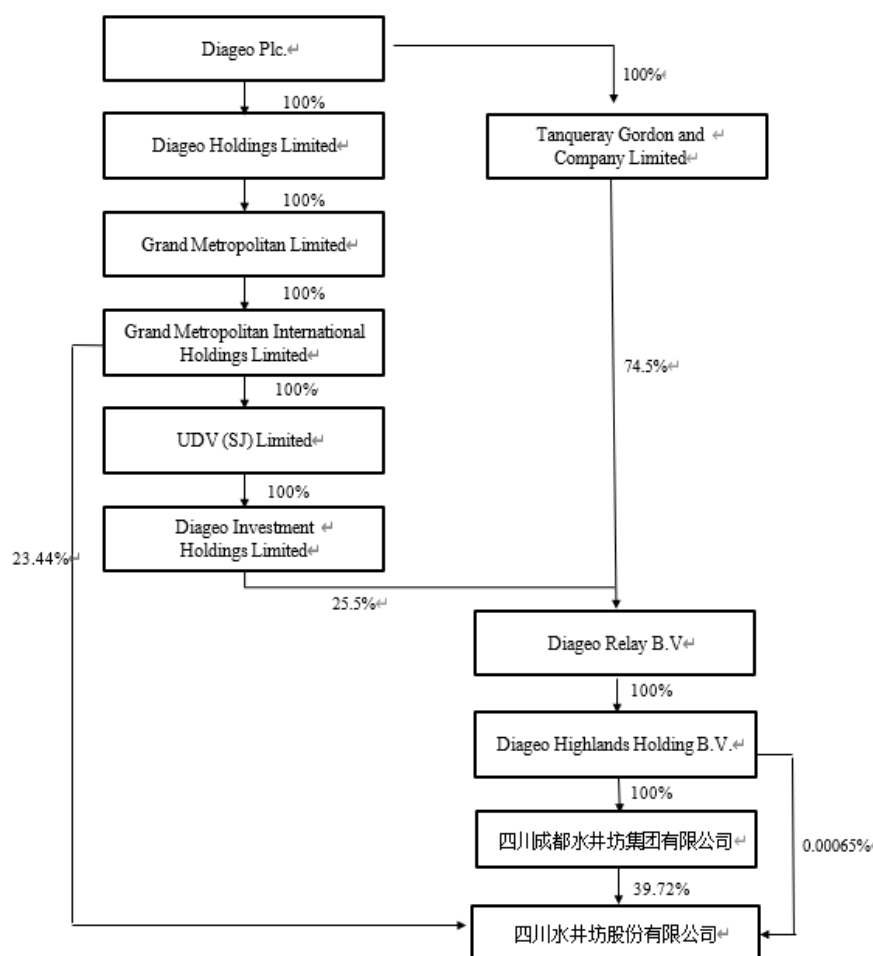 Diageo Plc.↵
100%↵
100%
Diageo Holdings Limited↵
Tanqueray Gordon and ↵
Company Limited↵
100%
Grand Metropolitan Limited↵
100%
Grand Metropolitan International
Holdings Limited↵
74.5%↵
100%
UDV (SJ) Limited↵
100%
Diageo Investment ↵
Holdings Limited↵
23.44%↵
25.5%↵
Diageo Relay B.V↵
100%
Diageo Highlands Holding B.V.↵
100%
四川成都水井坊集团有限公司↵
0.00065%↵
39.72%
四川水井坊股份有限公司↵